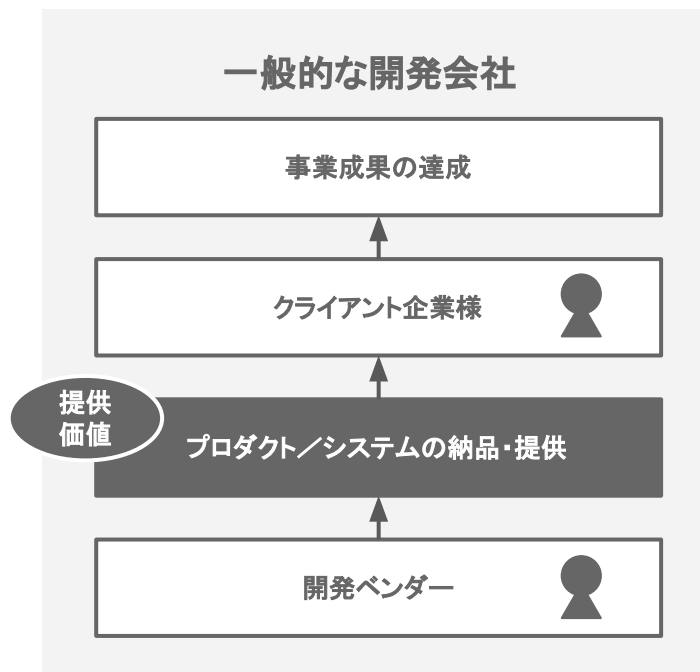 一般的な開発会社
事業成果の達成
クライアント企業様
提供
価値
プロダクト／システムの納品・提供
開発ベンダー